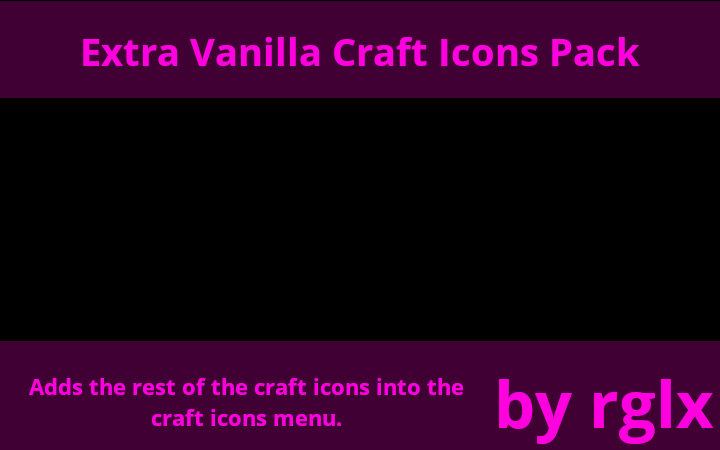 Extra Vanilla Craft Icons Pack
Adds the rest of the craft icons into the
craft icons menu.
by rglx